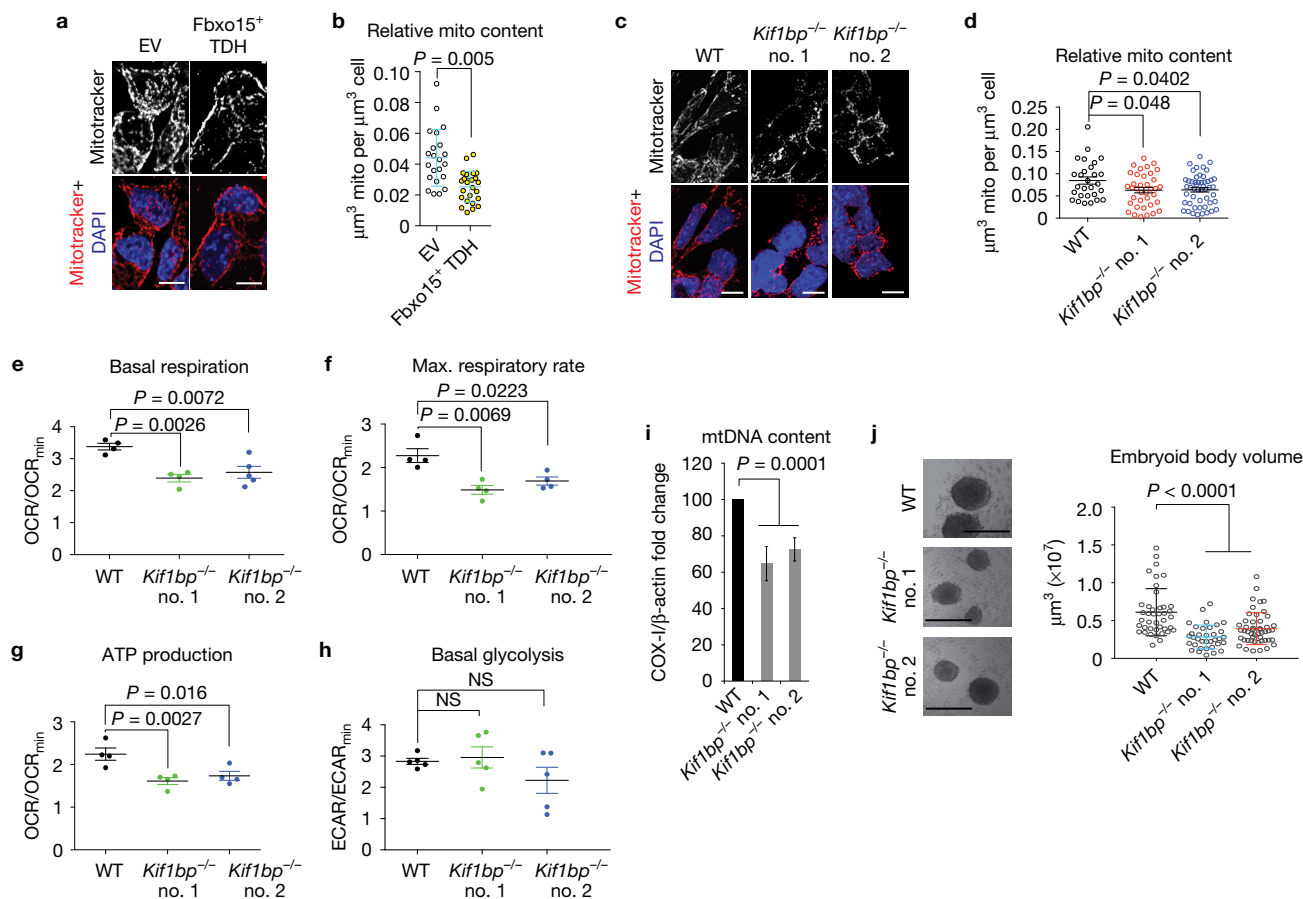 a
EV
Fbxo15⁺
TDH
Mitotracker
Mitotracker+
DAPI
b
Relative mito content
P = 0.005
μm³ mito per μm³ cell
0.10
0.08
0.06
0.04
0.02
0
EV
Fbxo15⁺ TDH
c
WT
Kif1bp⁻/⁻
no. 1
Kif1bp⁻/⁻
no. 2
Mitotracker
Mitotracker+
DAPI
d
Relative mito content
P = 0.0402
P = 0.048
μm³ mito per μm³ cell
0.25
0.20
0.15
0.10
0.05
0
WT
Kif1bp⁻/⁻ no. 1
Kif1bp⁻/⁻ no. 2
e
Basal respiration
P = 0.0072
P = 0.0026
OCR/OCRmin
4
3
2
1
0
WT
Kif1bp⁻/⁻
no. 1
Kif1bp⁻/⁻
no. 2
f
Max. respiratory rate
P = 0.0223
P = 0.0069
OCR/OCRmin
3
2
1
0
WT
Kif1bp⁻/⁻
no. 1
Kif1bp⁻/⁻
no. 2
g
ATP production
P = 0.016
P = 0.0027
OCR/OCRmin
3
2
1
0
WT
Kif1bp⁻/⁻
no. 1
Kif1bp⁻/⁻
no. 2
h
Basal glycolysis
NS
NS
ECAR/ECARmin
4
3
2
1
0
WT
Kif1bp⁻/⁻
no. 1
Kif1bp⁻/⁻
no. 2
i
mtDNA content
P = 0.0001
COX-I/β-actin fold change
120
100
80
60
40
20
0
WT
Kif1bp⁻/⁻ no. 1
Kif1bp⁻/⁻ no. 2
j
WT
Kif1bp⁻/⁻
no. 1
Kif1bp⁻/⁻
no. 2
Embryoid body volume
P < 0.0001
μm³ (×10⁷)
2.0
1.5
1.0
0.5
0
WT
Kif1bp⁻/⁻ no. 1
Kif1bp⁻/⁻ no. 2